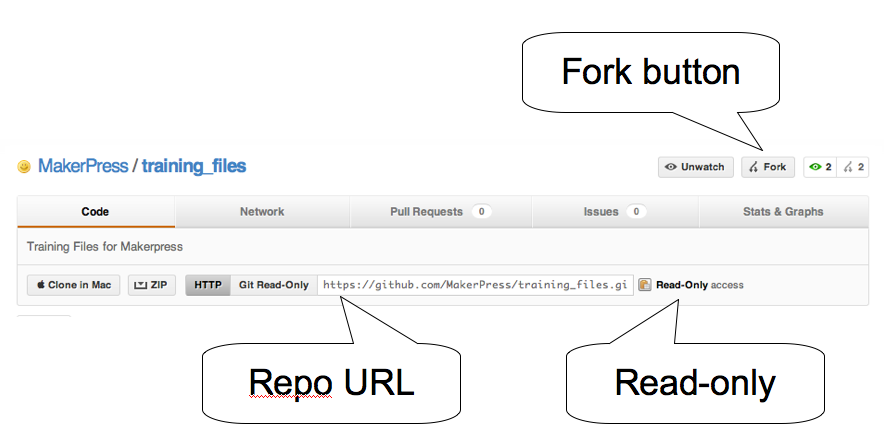 Fork button
MakerPress / training_files
Unwatch
Fork
2
2
Code
Network
Pull Requests 0
Issues 0
Stats & Graphs
Training Files for Makerpress
Clone in Mac
ZIP
HTTP
Git Read-Only
https://github.com/MakerPress/training_files.gi
Read-Only access
Repo URL
Read-only